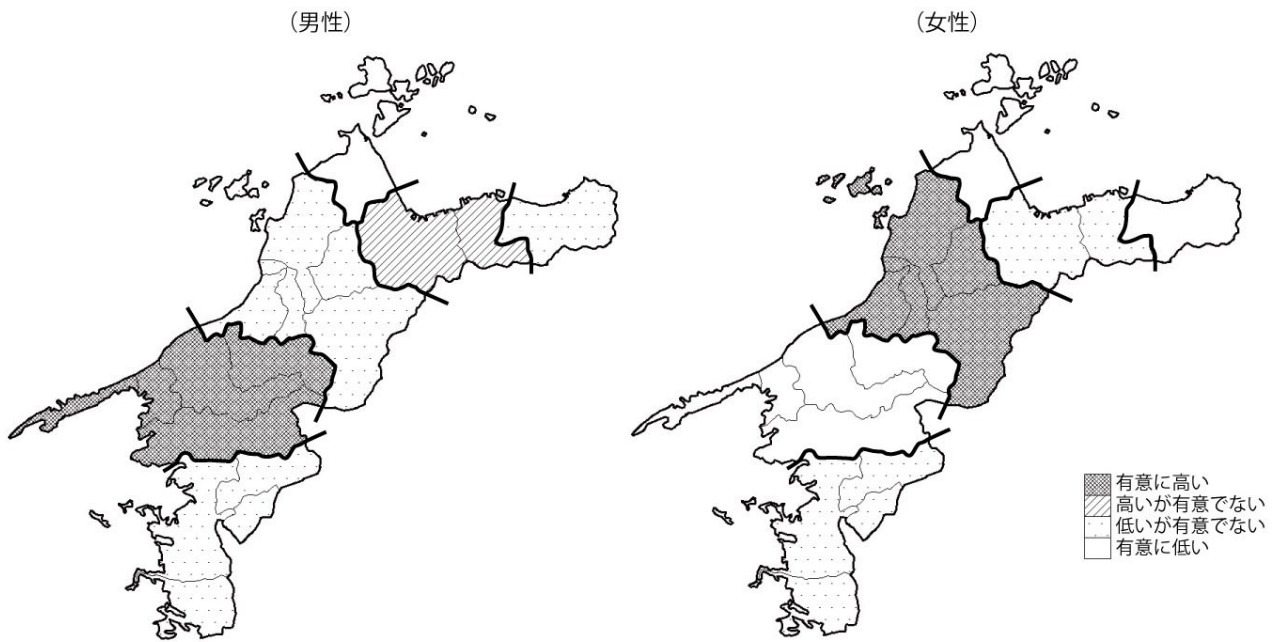 （男性）
（女性）
有意に高い
高いが有意でない
低いが有意でない
有意に低い